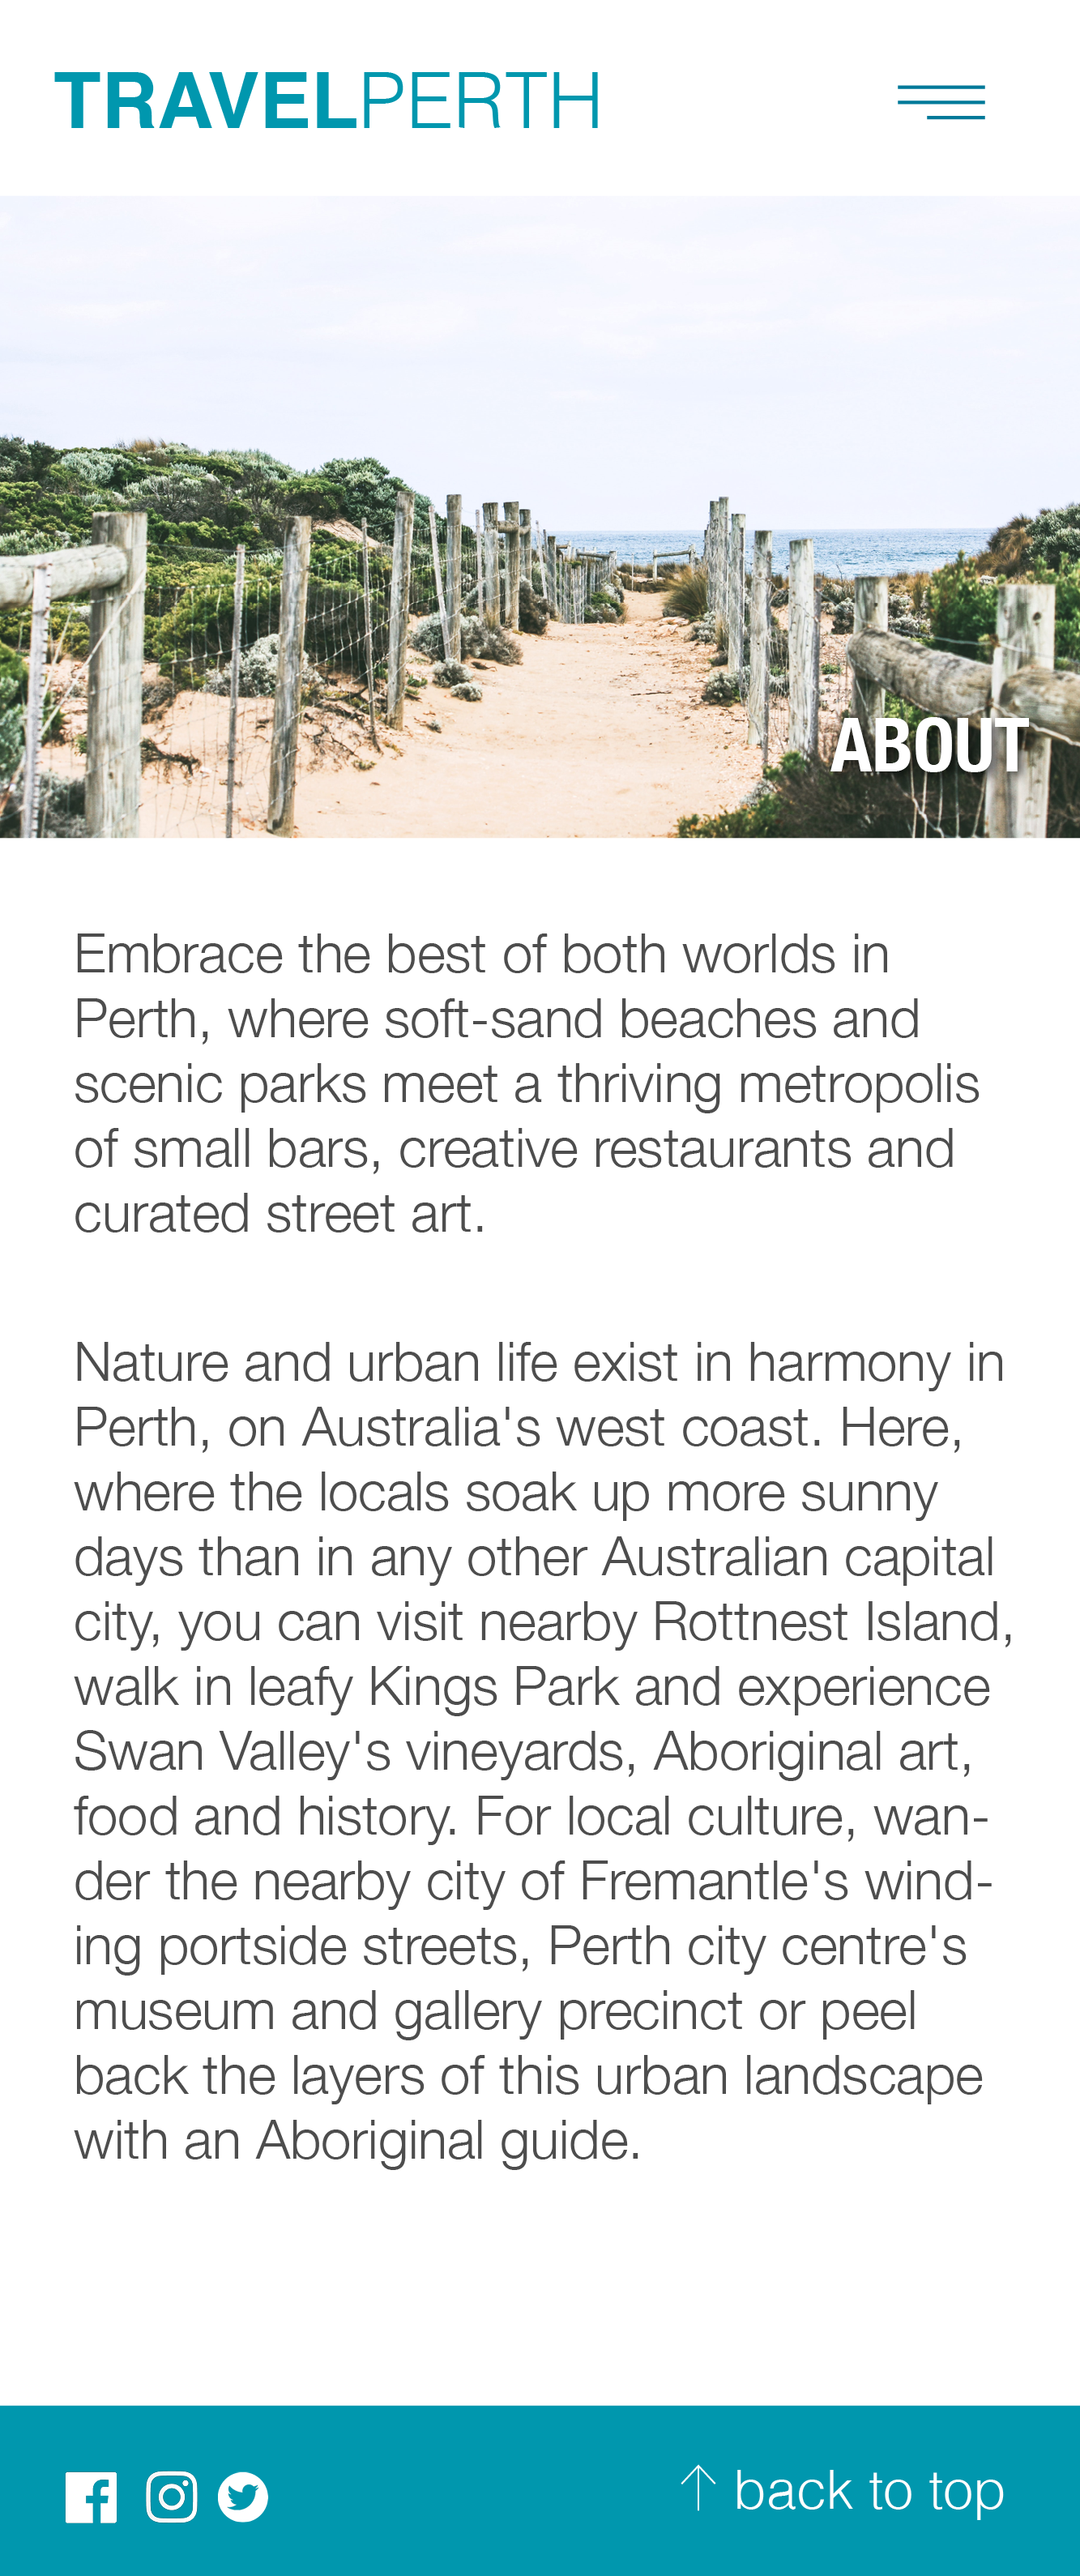 TRAVELPERTH
ABOUT
Embrace the best of both worlds in
Perth, where soft-sand beaches and
scenic parks meet a thriving metropolis
of small bars, creative restaurants and
curated street art.
Nature and urban life exist in harmony in
Perth, on Australia's west coast. Here,
where the locals soak up more sunny
days than in any other Australian capital
city, you can visit nearby Rottnest Island,
walk in leafy Kings Park and experience
Swan Valley's vineyards, Aboriginal art,
food and history. For local culture, wan-
der the nearby city of Fremantle's wind-
ing portside streets, Perth city centre's
museum and gallery precinct or peel
back the layers of this urban landscape
with an Aboriginal guide.
back to top